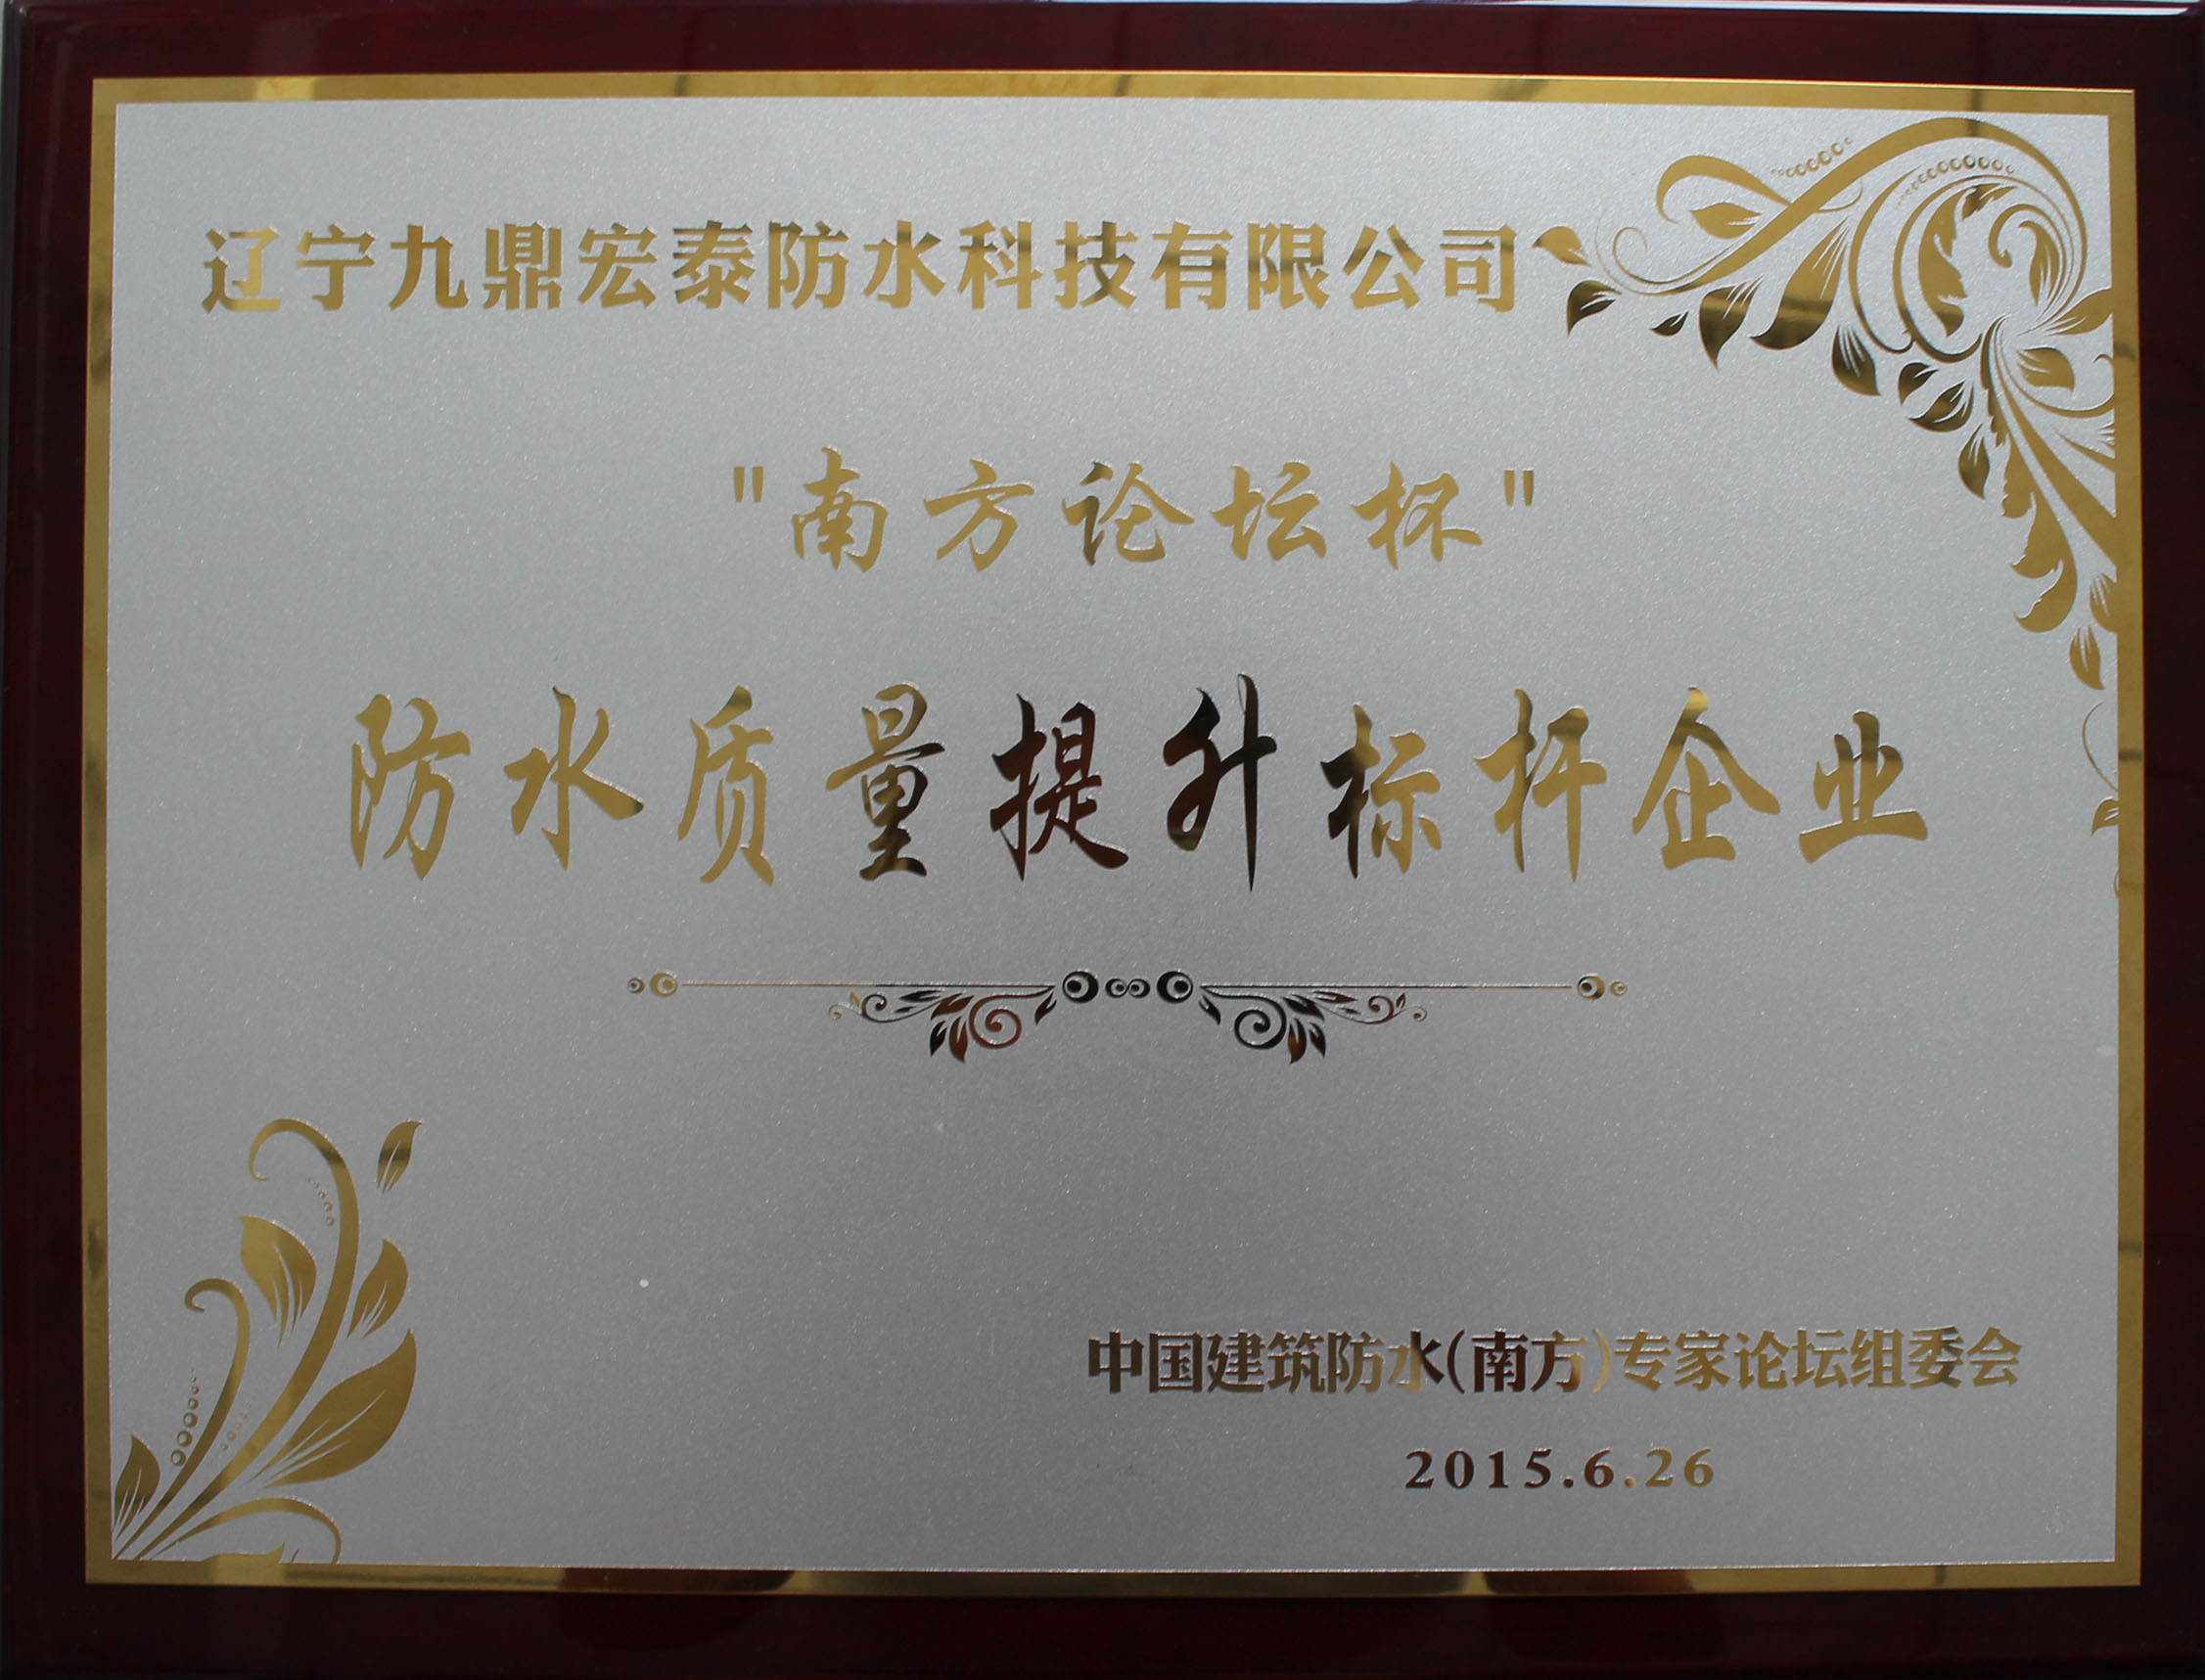 辽宁九鼎宏泰防水科技有限公司
"南方论坛杯"
防水质量提升标杆企业
中国建筑防水(南方)专家论坛组委会
2015.6.26